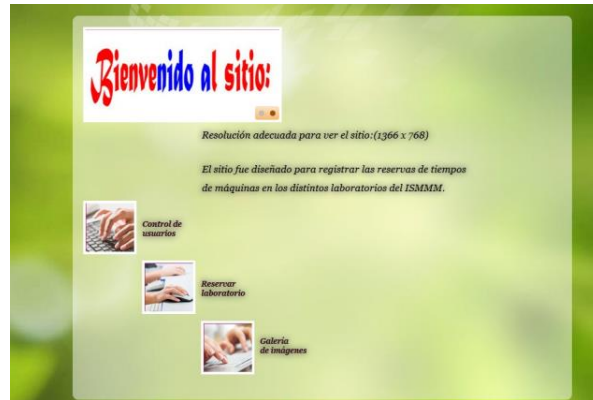 Bienvenido al sitio:
Resolución adecuada para ver el sitio:(1366 x 768)
El sitio fue diseñado para registrar las reservas de tiempos
de máquinas en los distintos laboratorios del ISMMM.
Control de
usuarios
Reservar
laboratorio
Galería
de imágenes